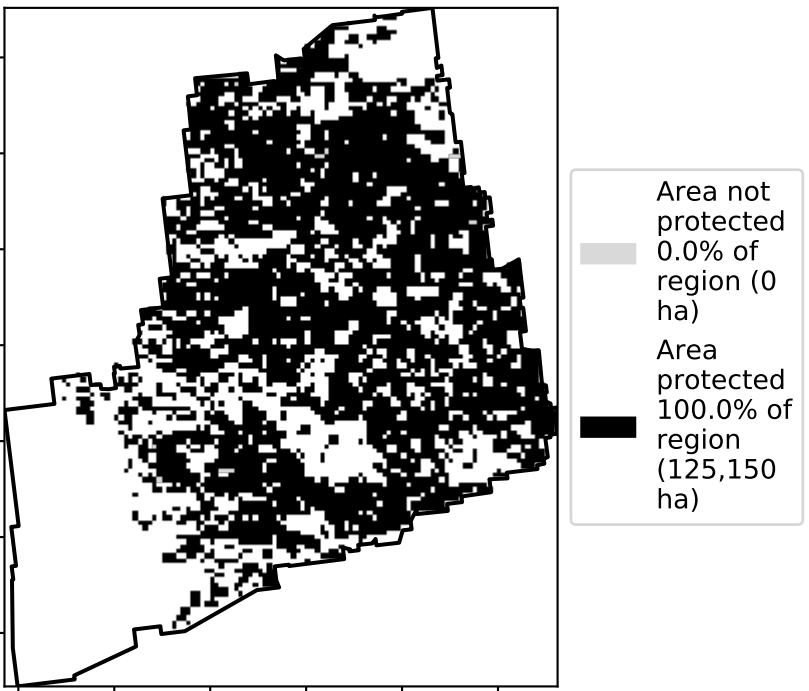 Area not
protected
0.0% of
region (0
ha)
Area
protected
100.0% of
region
(125,150
ha)